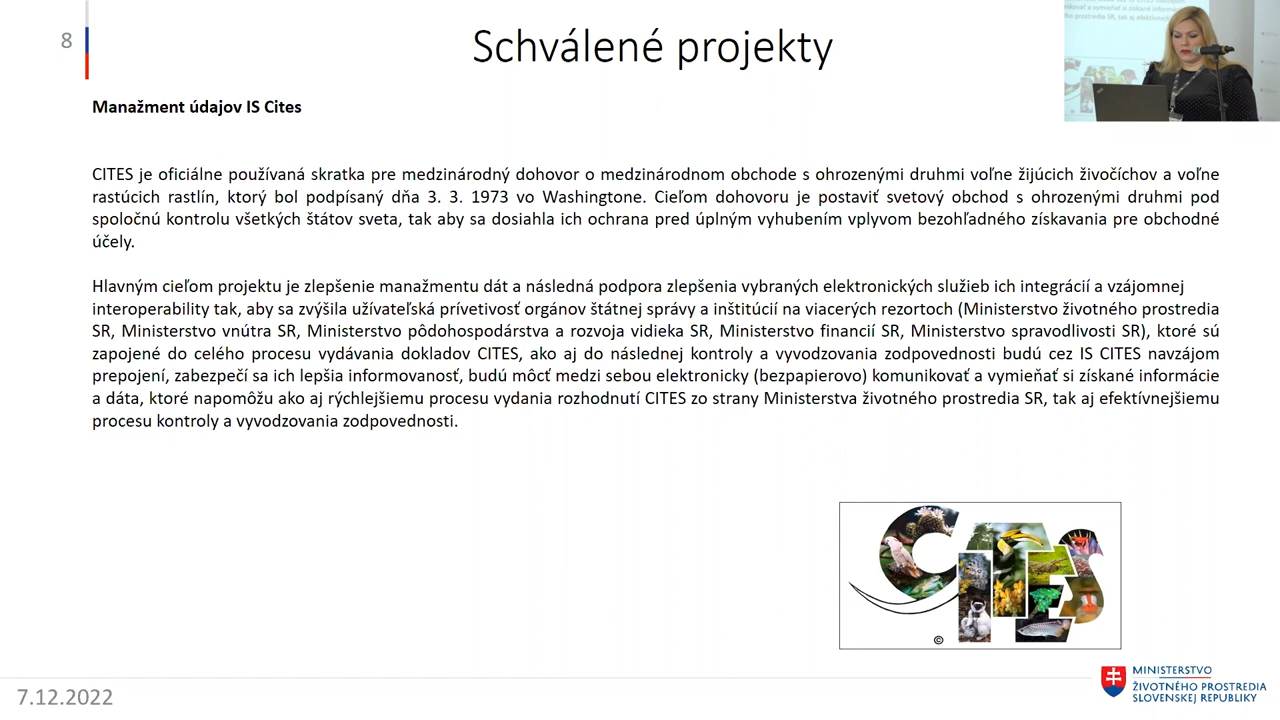 8
Schválené projekty
Manažment údajov IS Cites
CITES je oficiálne používaná skratka pre medzinárodný dohovor o medzinárodnom obchode s ohrozenými druhmi voľne žijúcich živočíchov a voľne
rastúcich rastlín, ktorý bol podpísaný dňa 3. 3. 1973 vo Washingtone. Cieľom dohovoru je postaviť svetový obchod s ohrozenými druhmi pod
spoločnú kontrolu všetkých štátov sveta, tak aby sa dosiahla ich ochrana pred úplným vyhubením vplyvom bezohľadného získavania pre obchodné
účely.
Hlavným cieľom projektu je zlepšenie manažmentu dát a následná podpora zlepšenia vybraných elektronických služieb ich integrácií a vzájomnej
interoperability tak, aby sa zvýšila užívateľská prívetivosť orgánov štátnej správy a inštitúcií na viacerých rezortoch (Ministerstvo životného prostredia
SR, Ministerstvo vnútra SR, Ministerstvo pôdohospodárstva a rozvoja vidieka SR, Ministerstvo financií SR, Ministerstvo spravodlivosti SR), ktoré sú
zapojené do celého procesu vydávania dokladov CITES, ako aj do následnej kontroly a vyvodzovania zodpovednosti budú cez IS CITES navzájom
prepojení, zabezpečí sa ich lepšia informovanosť, budú môcť medzi sebou elektronicky (bezpapierovo) komunikovať a vymieňať si získané informácie
a dáta, ktoré napomôžu ako aj rýchlejšiemu procesu vydania rozhodnutí CITES zo strany Ministerstva životného prostredia SR, tak aj efektívnejšiemu
procesu kontroly a vyvodzovania zodpovednosti.
CITES
©
7.12.2022
MINISTERSTVO
ŽIVOTNÉHO PROSTREDIA
SLOVENSKEJ REPUBLIKY